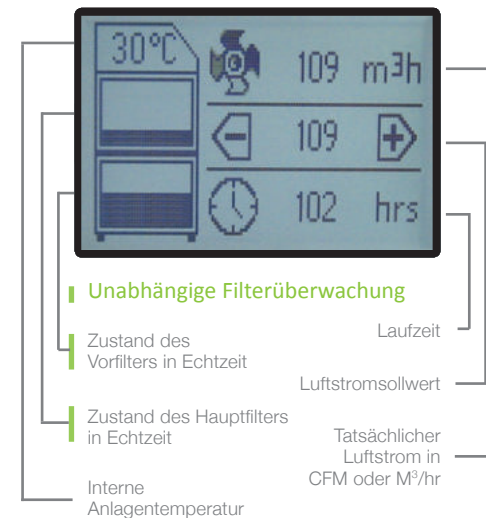 30°C
109 m3h
109
102 hrs
Unabhängige Filterüberwachung
Zustand des
Vorfilters in Echtzeit
Zustand des Hauptfilters
in Echtzeit
Interne
Anlagentemperatur
Laufzeit
Luftstromsollwert
Tatsächlicher
Luftstrom in
CFM oder M³/hr